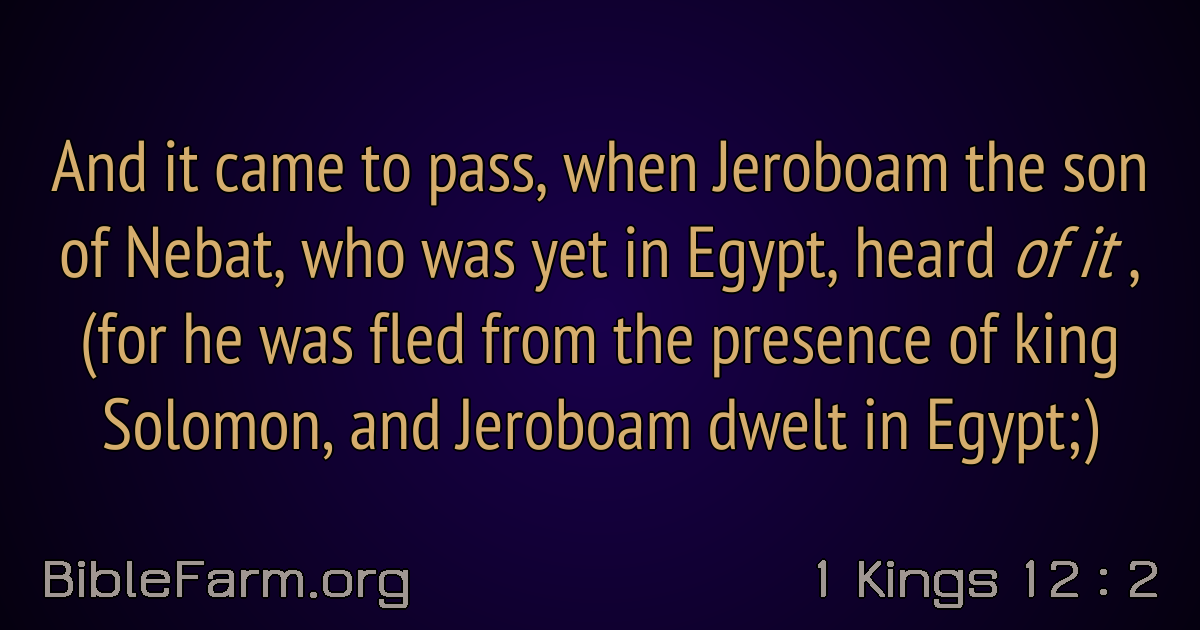 And it came to pass, when Jeroboam the son
of Nebat, who was yet in Egypt, heard of it ,
(for he was fled from the presence of king
Solomon, and Jeroboam dwelt in Egypt;)
BibleFarm.org
1 Kings 12 : 2